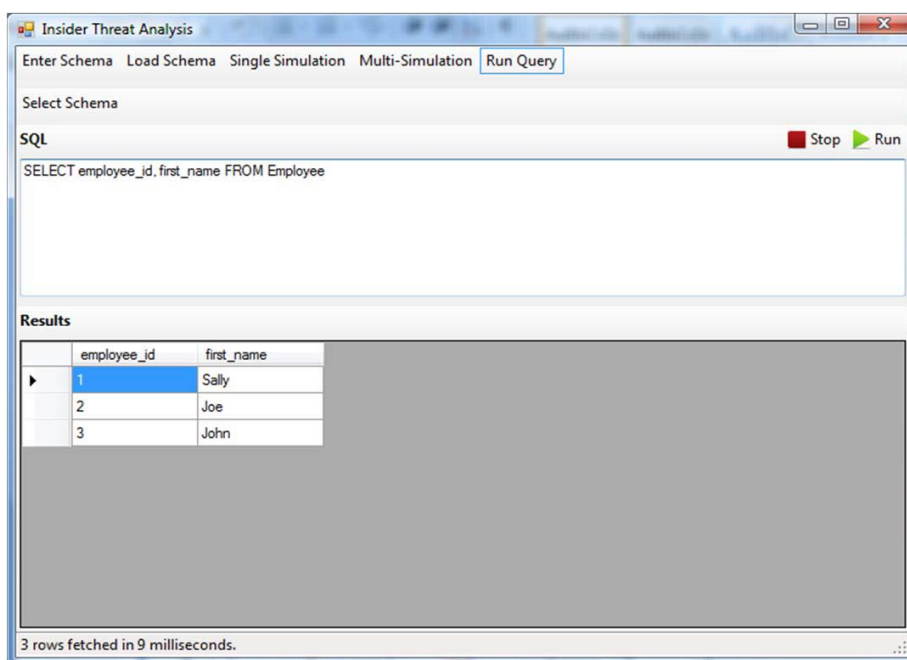 Insider Threat Analysis
Enter Schema Load Schema Single Simulation Multi-Simulation Run Query
Select Schema
SQL Stop Run
SELECT employee_id, first_name FROM Employee
Results
employee_id first_name
1 Sally
2 Joe
3 John
3 rows fetched in 9 milliseconds.